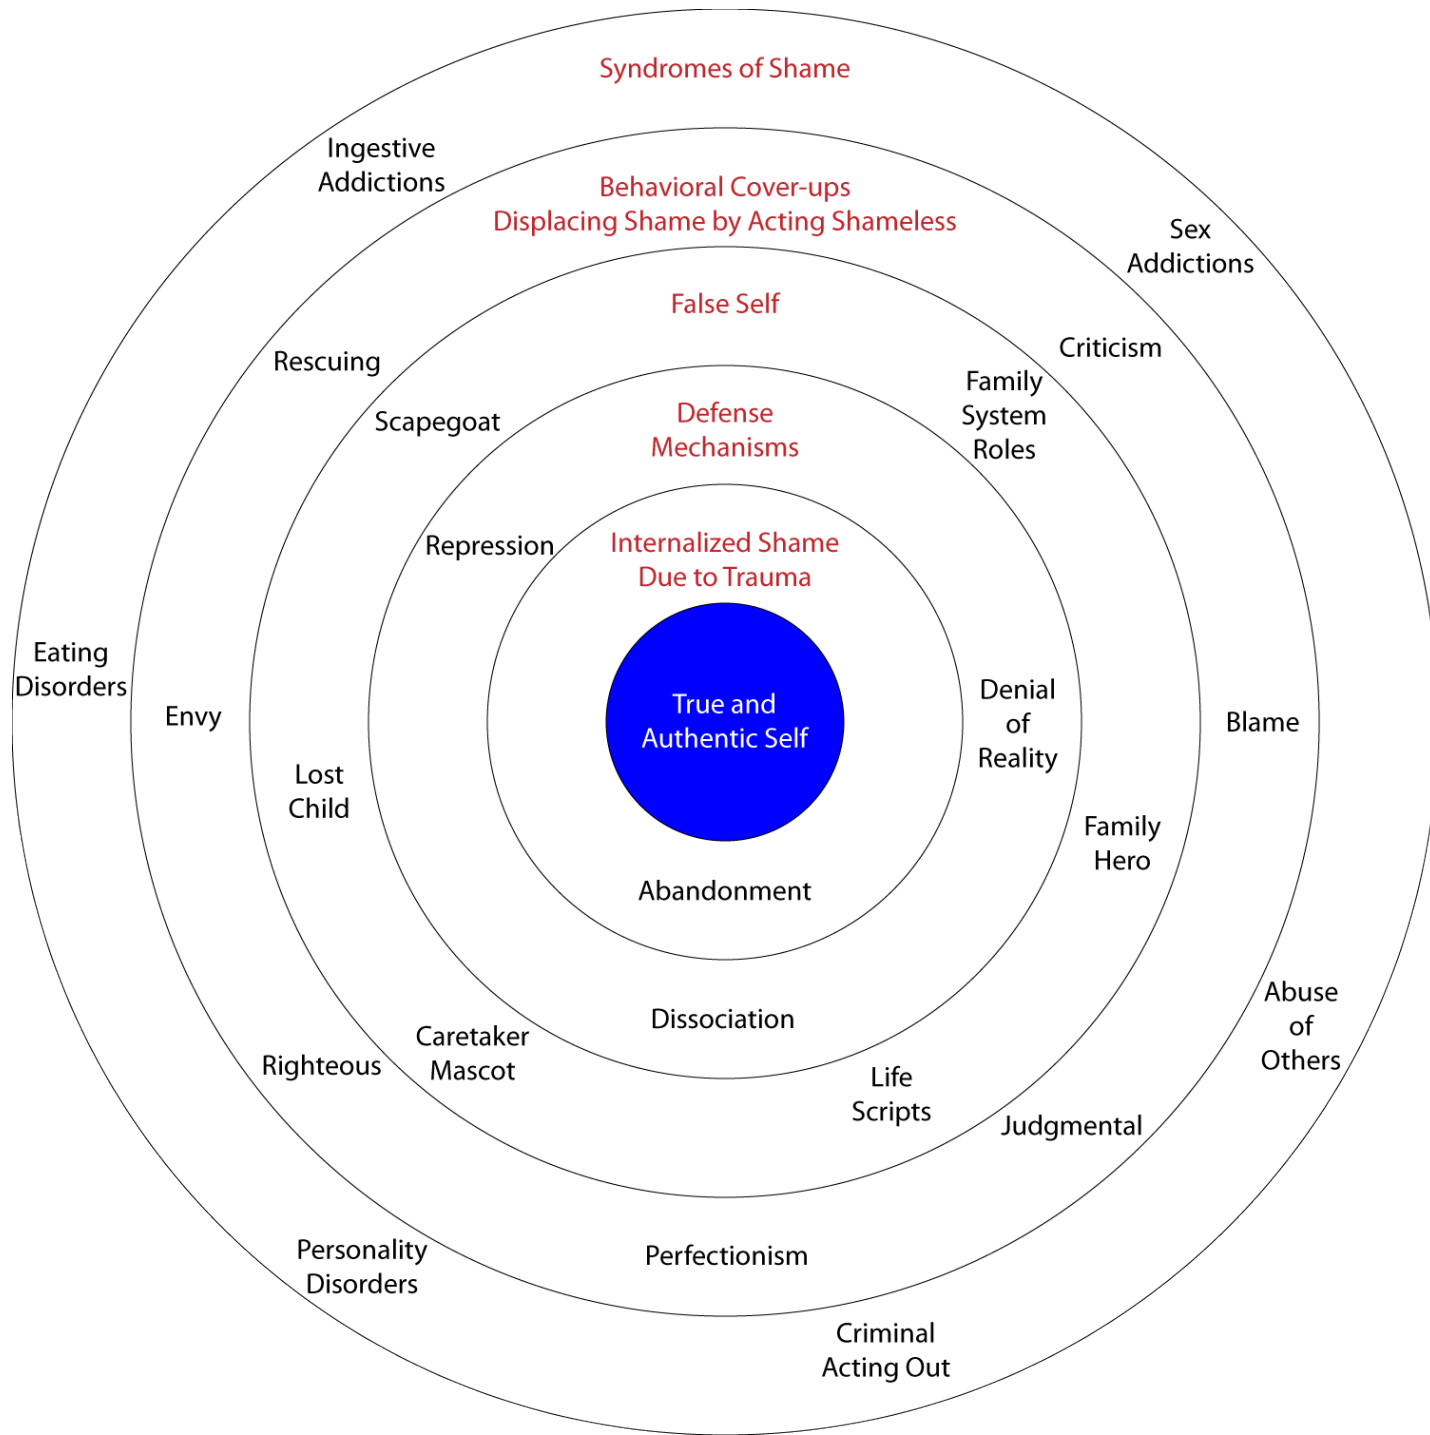 Syndromes of Shame
Ingestive
Addictions
Behavioral Cover-ups
Displacing Shame by Acting Shameless
Sex
Addictions
False Self
Rescuing
Criticism
Scapegoat
Family
System
Roles
Defense
Mechanisms
Repression
Internalized Shame
Due to Trauma
Eating
Disorders
Envy
True and
Authentic Self
Denial
of
Reality
Blame
Lost
Child
Family
Hero
Abandonment
Dissociation
Abuse
of
Others
Righteous
Caretaker
Mascot
Life
Scripts
Judgmental
Personality
Disorders
Perfectionism
Criminal
Acting Out